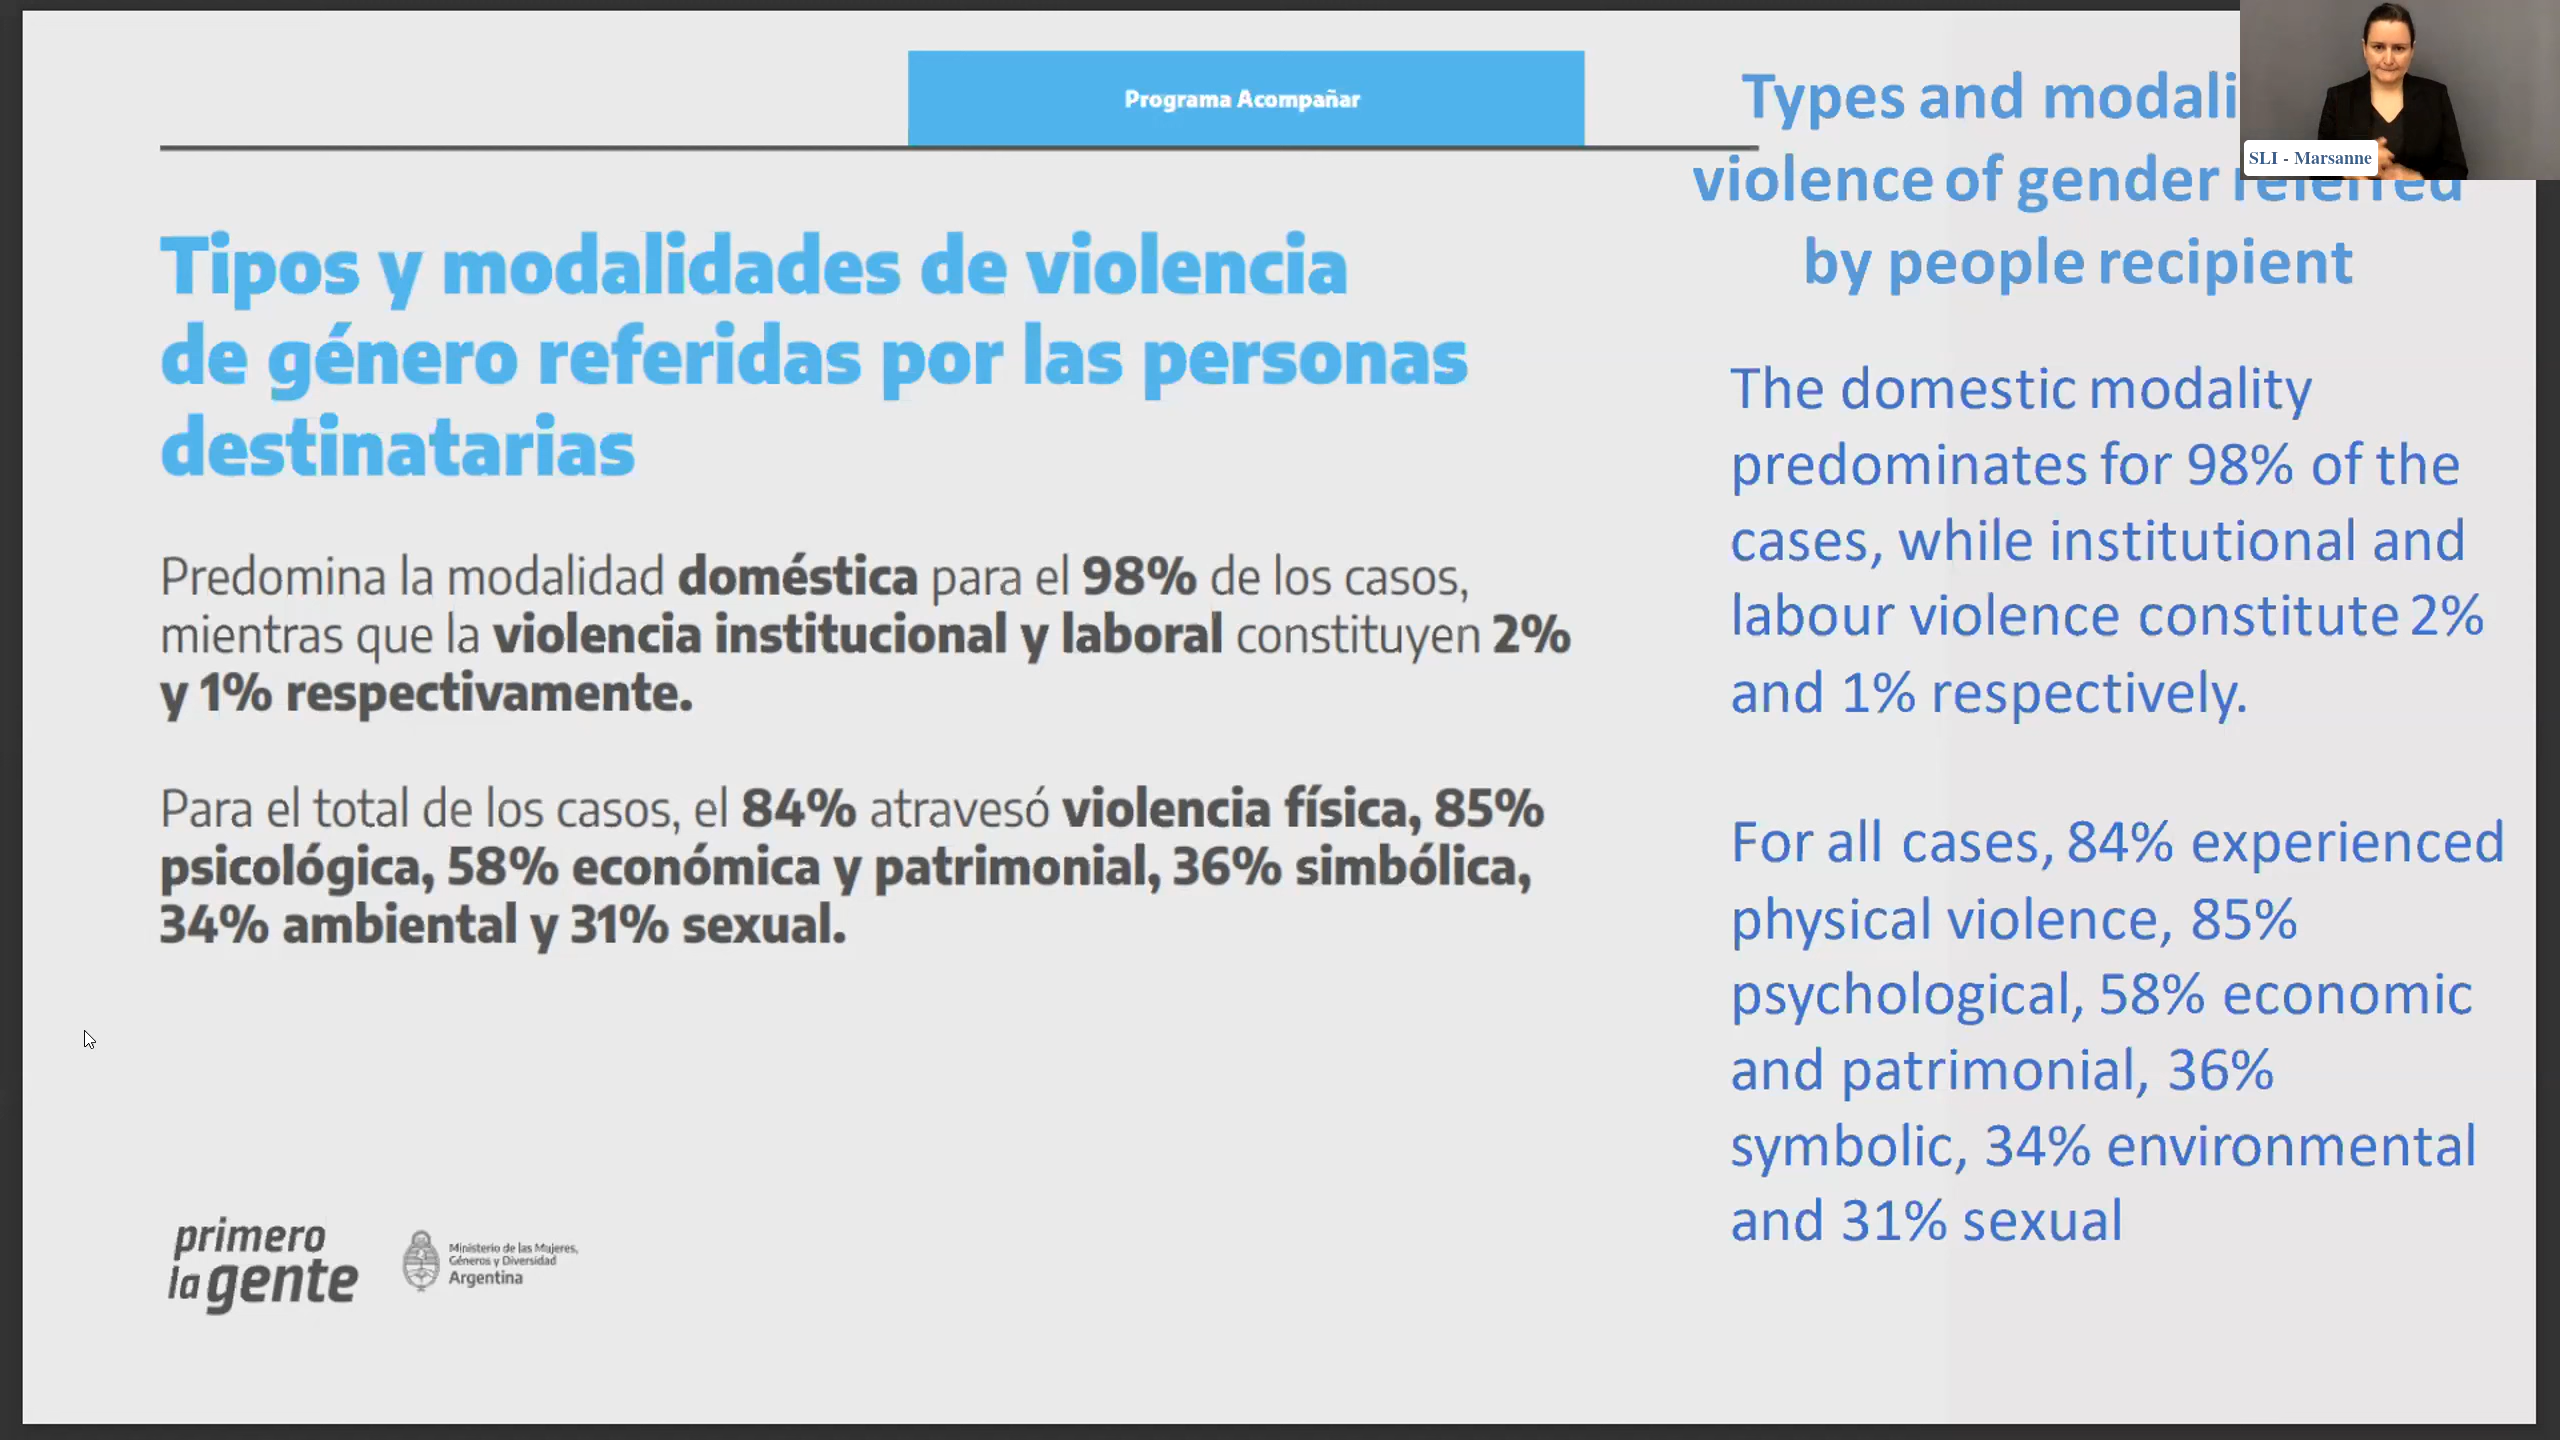 Programa Acompañar
Tipos y modalidades de violencia
de género referidas por las personas
destinatarias
Predomina la modalidad doméstica para el 98% de los casos,
mientras que la violencia institucional y laboral constituyen 2%
y 1% respectivamente.
Para el total de los casos, el 84% atravesó violencia física, 85%
psicológica, 58% económica y patrimonial, 36% simbólica,
34% ambiental y 31% sexual.
primero
la gente
Ministerio de las Mujeres,
Géneros y Diversidad
Argentina
Types and modali
violence of gender referred
by people recipient
The domestic modality
predominates for 98% of the
cases, while institutional and
labour violence constitute 2%
and 1% respectively.
For all cases, 84% experienced
physical violence, 85%
psychological, 58% economic
and patrimonial, 36%
symbolic, 34% environmental
and 31% sexual
SLI - Marsanne